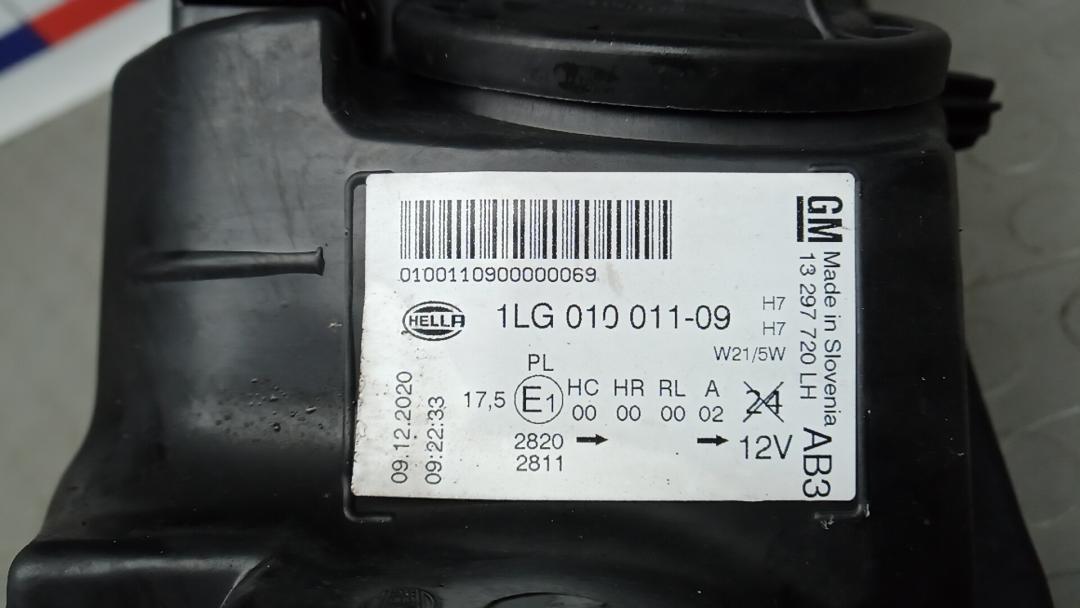 0100110900000069
HELLA
1LG 010 011-09
H7
H7
W21/5W
PL
17,5 E1 HC HR RL A 24
00 00 00 02
2820 → → 12V
2811
09.12.2020
09:22:33
GM
Made in Slovenia
13 297 720 LH
AB3